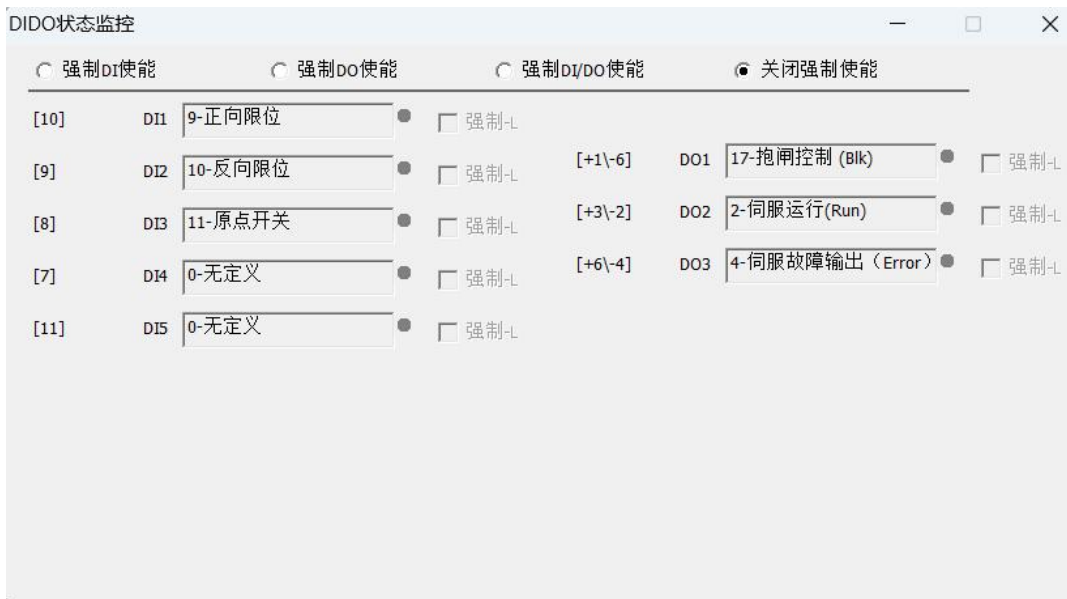 DIDO状态监控
强制DI使能 强制DO使能 强制DI/DO使能 关闭强制使能
[10] DI1 9-正向限位 强制-L
[9] DI2 10-反向限位 强制-L
[8] DI3 11-原点开关 强制-L
[7] DI4 0-无定义 强制-L
[11] DI5 0-无定义 强制-L
[+1\-6] DO1 17-抱闸控制 (Blk) 强制-L
[+3\-2] DO2 2-伺服运行(Run) 强制-L
[+6\-4] DO3 4-伺服故障输出（Error） 强制-L